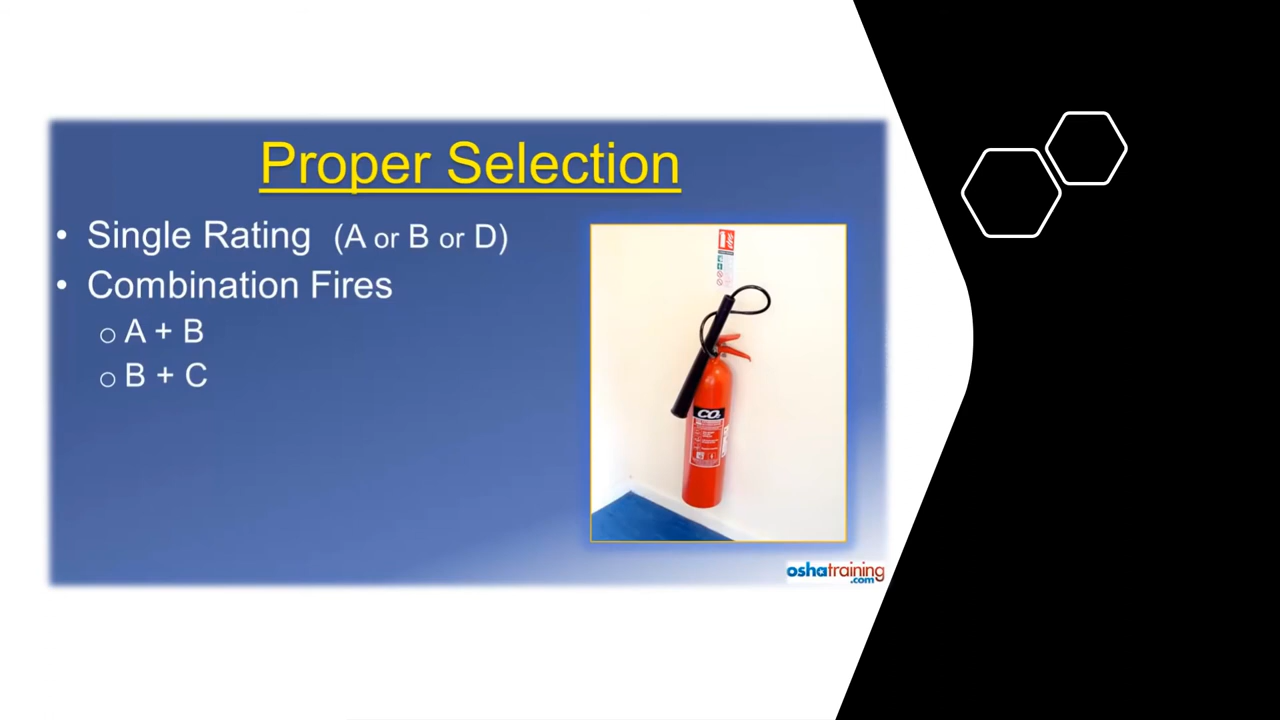 Proper Selection
• Single Rating (A or B or D)
• Combination Fires
o A + B
o B + C
CO₂
oshatraining
.com